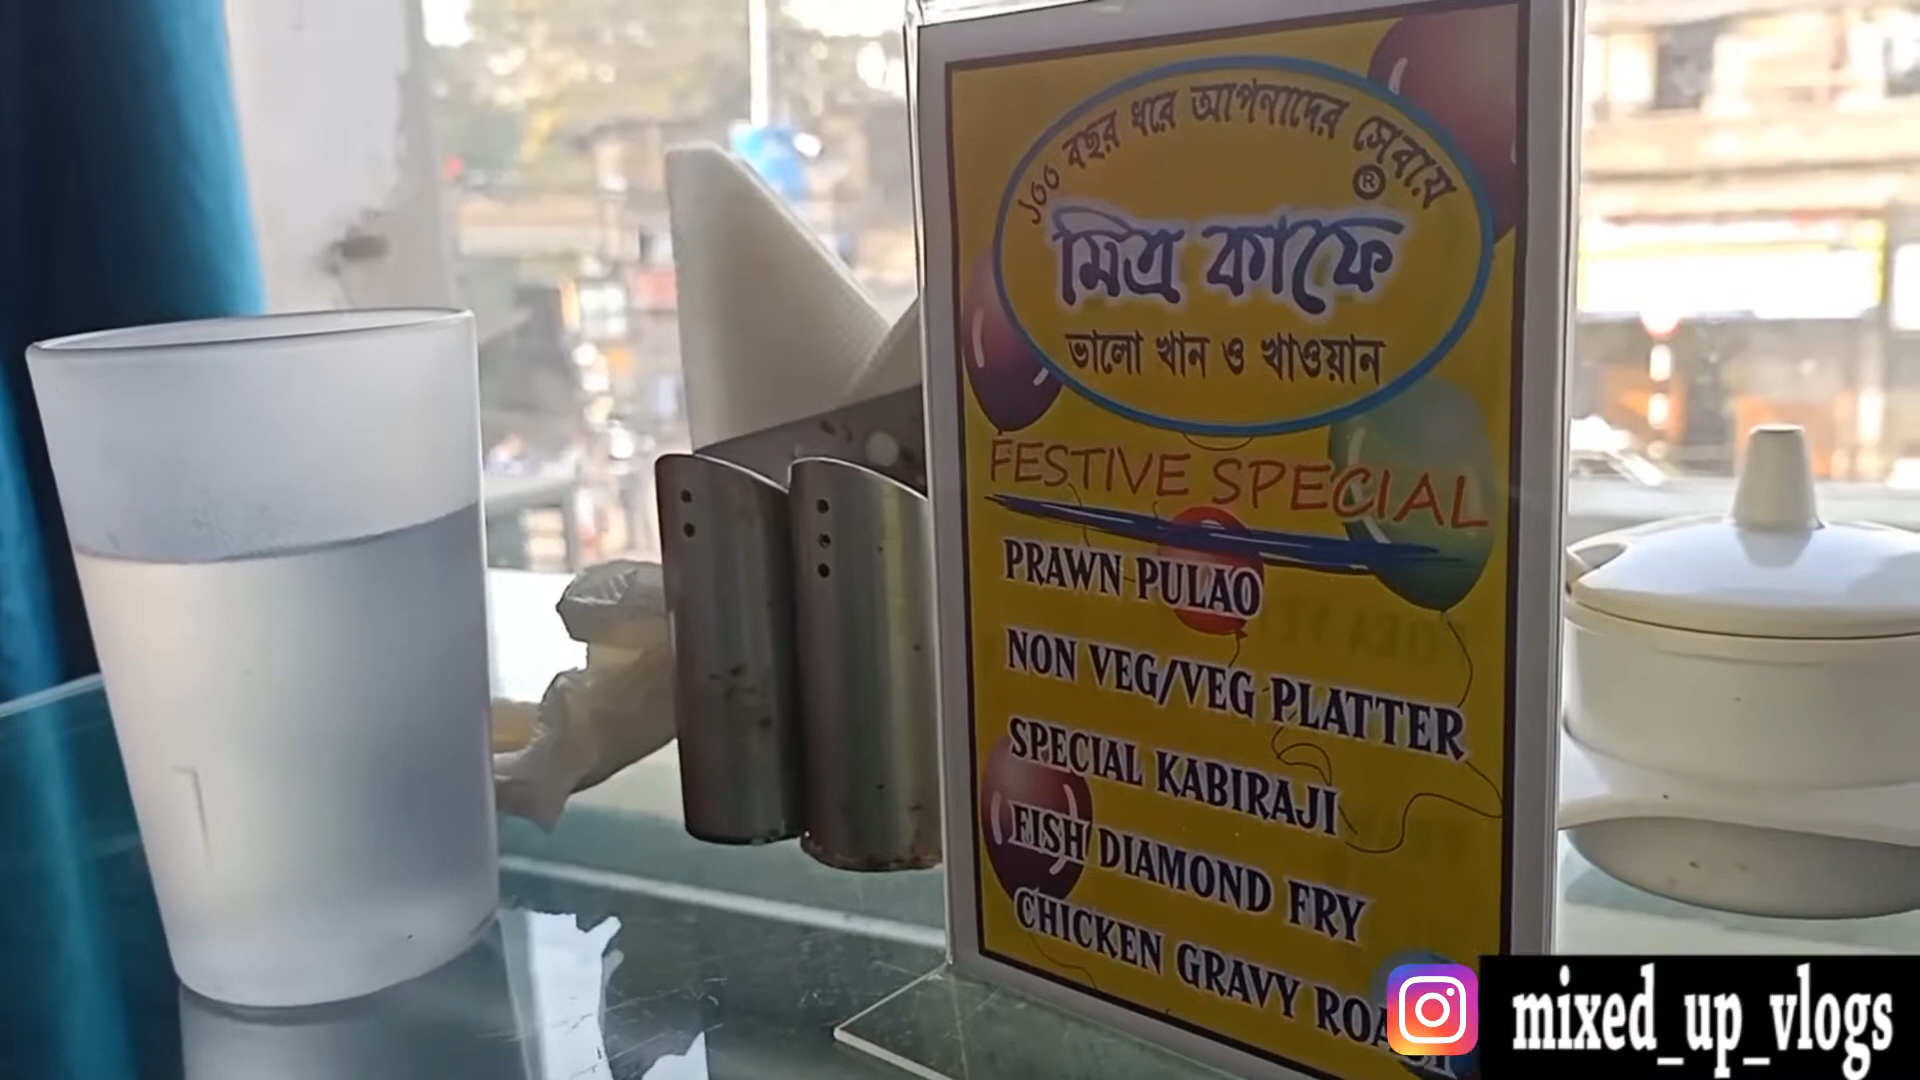 ১০০ বছর ধরে আপনাদের সেবায়
®
মিত্র কাফে
ভালো খান ও খাওয়ান
FESTIVE SPECIAL
PRAWN PULAO
NON VEG/VEG PLATTER
SPECIAL KABIRAJI
FISH DIAMOND FRY
CHICKEN GRAVY
mixed_up_vlogs